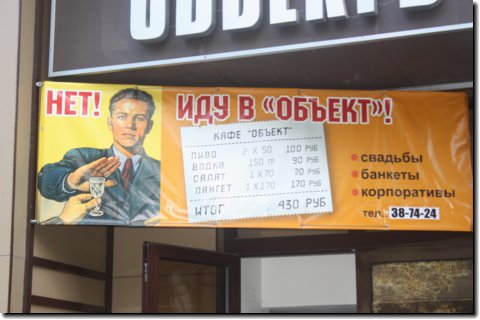 ОБЪЕКТЪ
НЕТ! ИДУ В «ОБЪЕКТ»!
КАФЕ "ОБЪЕКТ"
ПИВО 2 X 50 100 РУБ
ВОДКА 150 ГР 90 РУБ
САЛАТ 1 X 70 70 РУБ
ЛАНГЕТ 1 X 170 170 РУБ
ИТОГ 430 РУБ
• свадьбы
• банкеты
• корпоративы
тел. 38-74-24